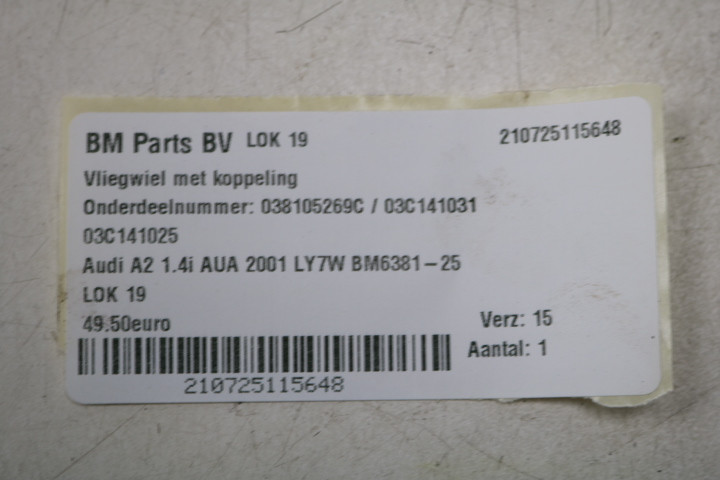 BM Parts BV LOK 19 210725115648
Vliegwiel met koppeling
Onderdeelnummer: 038105269C / 03C141031
03C141025
Audi A2 1.4i AUA 2001 LY7W BM6381-25
LOK 19
49.50euro Verz: 15
Aantal: 1
210725115648